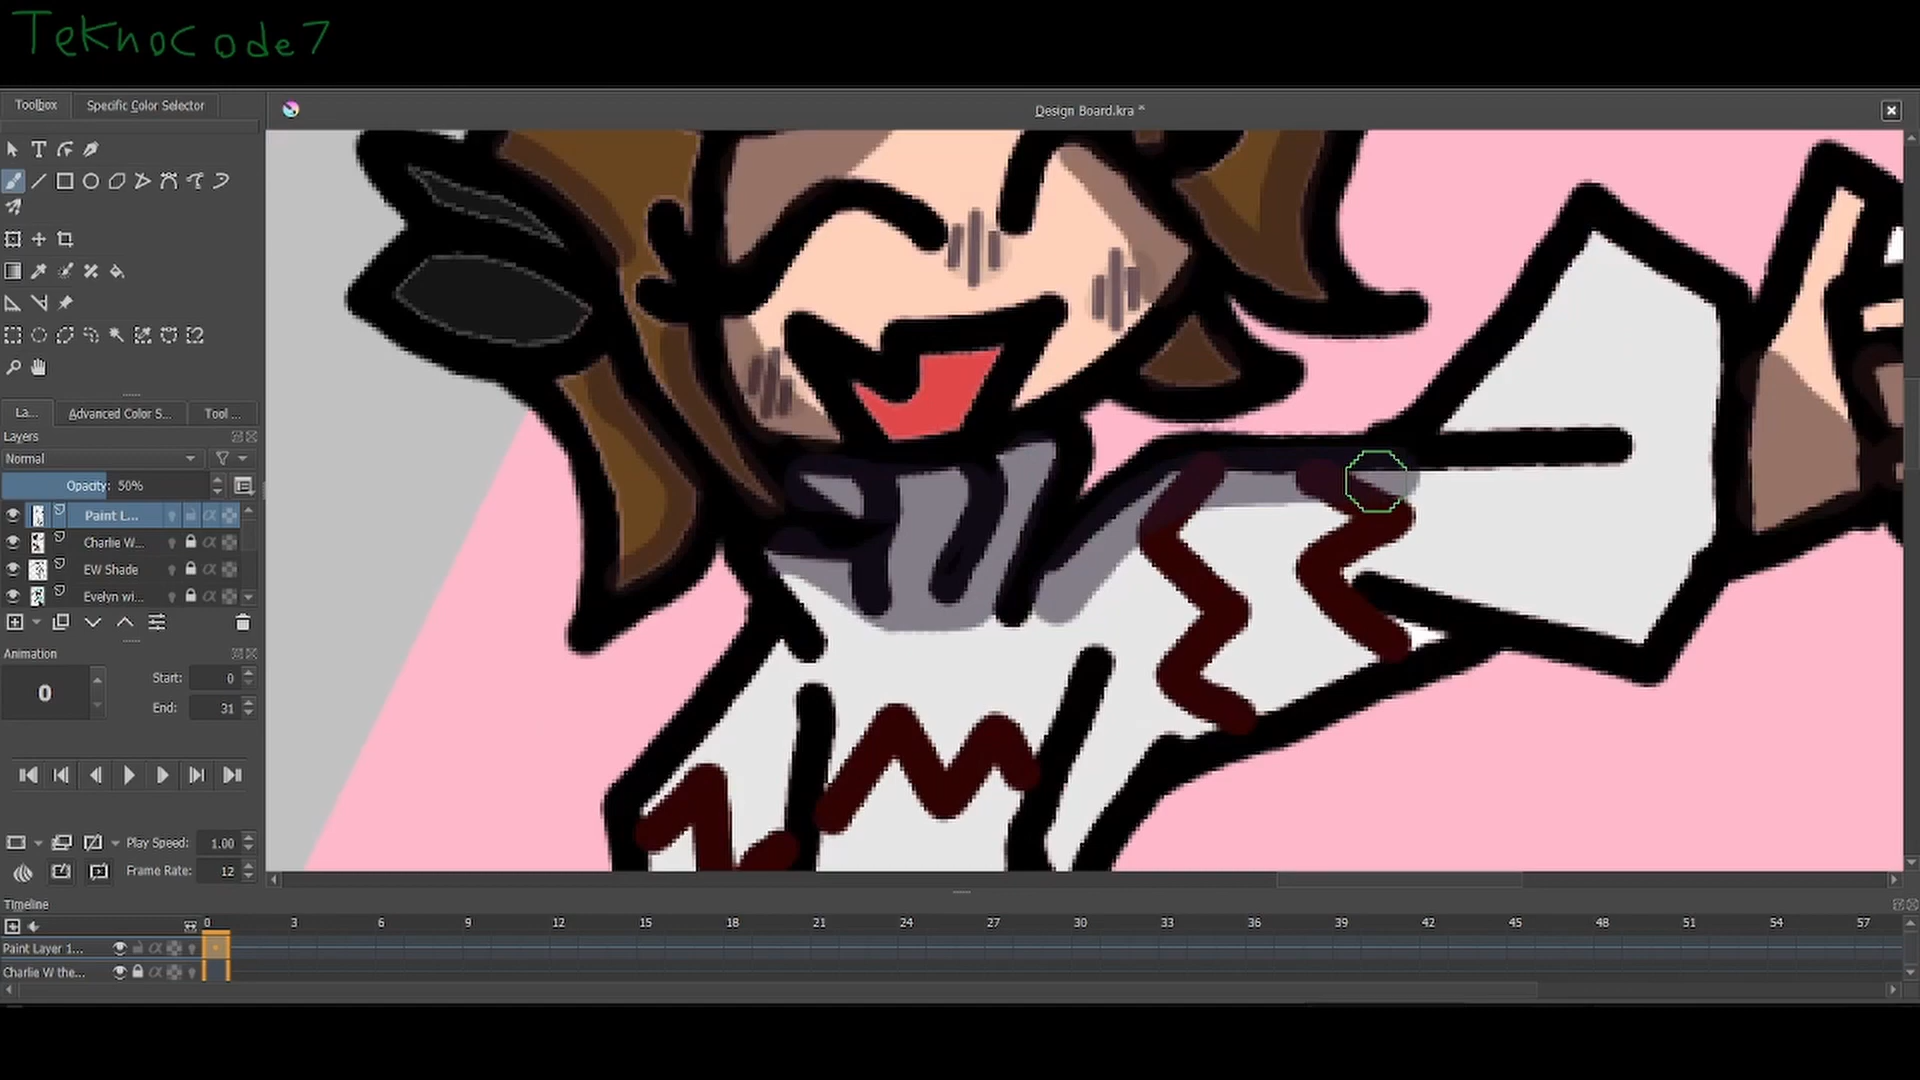 TeknoCode7
Toolbox Specific Color Selector
Design Board.kra *
La... Advanced Color S... Tool ...
Layers
Normal
Opacity: 50%
Paint L...
Charlie W...
EW Shade
Evelyn wi...
Animation
0
Start: 0
End: 31
Play Speed: 1.00
Frame Rate: 12
Timeline
0 3 6 9 12 15 18 21 24 27 30 33 36 39 42 45 48 51 54 57
Paint Layer 1...
Charlie W the...